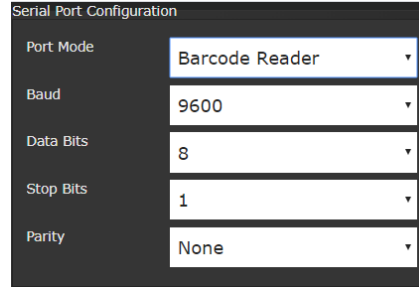 Serial Port Configuration
Port Mode
Barcode Reader
Baud
9600
Data Bits
8
Stop Bits
1
Parity
None